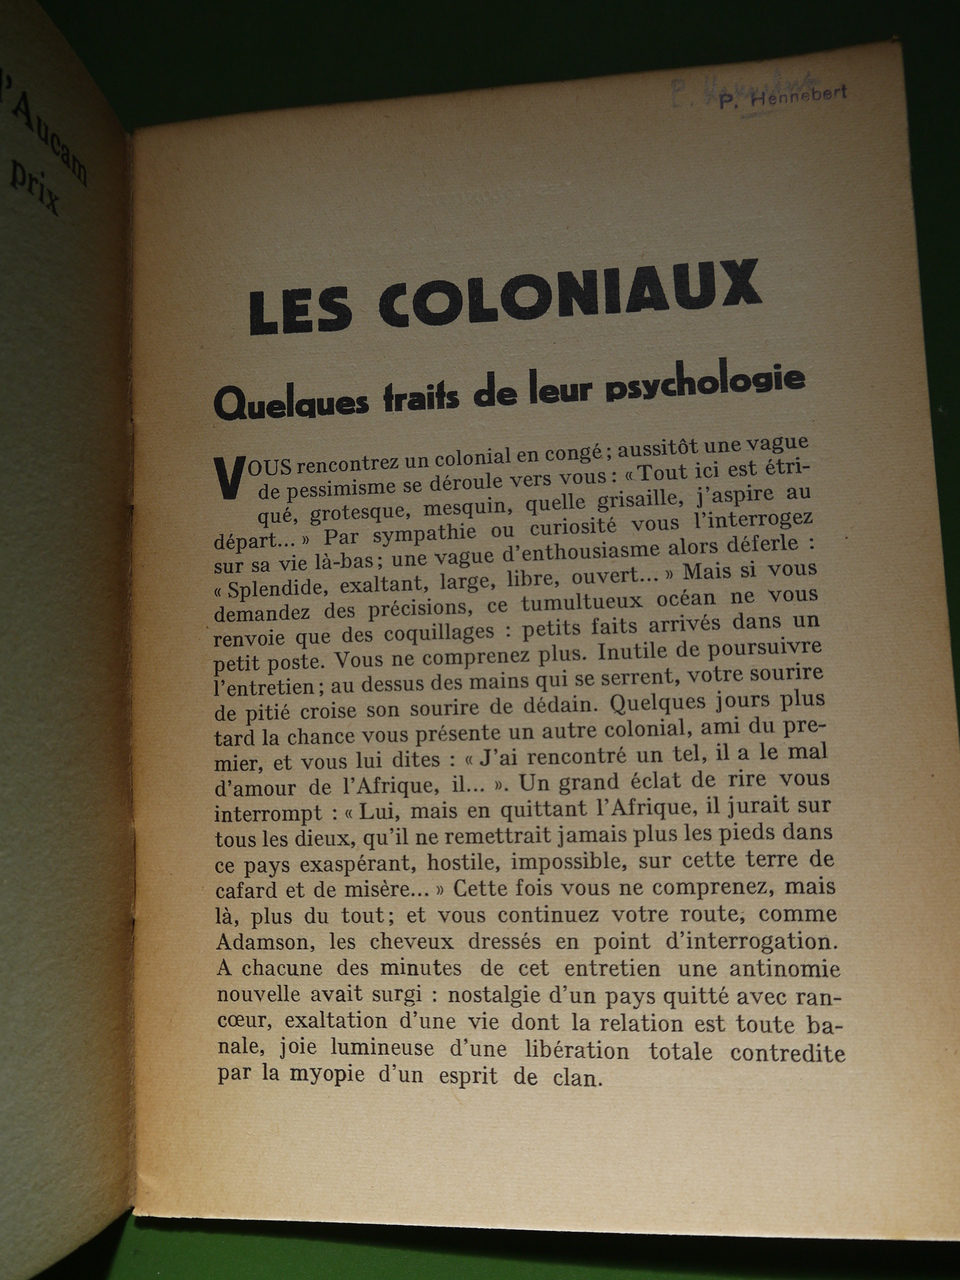 l'Aucam
prix
P. Hennebert
P. Hennebert
LES COLONIAUX
Quelques traits de leur psychologie
VOUS rencontrez un colonial en congé ; aussitôt une vague
de pessimisme se déroule vers vous : « Tout ici est étri-
qué, grotesque, mesquin, quelle grisaille, j'aspire au
départ... » Par sympathie ou curiosité vous l'interrogez
sur sa vie là-bas ; une vague d'enthousiasme alors déferle :
« Splendide, exaltant, large, libre, ouvert... » Mais si vous
demandez des précisions, ce tumultueux océan ne vous
renvoie que des coquillages : petits faits arrivés dans un
petit poste. Vous ne comprenez plus. Inutile de poursuivre
l'entretien ; au dessus des mains qui se serrent, votre sourire
de pitié croise son sourire de dédain. Quelques jours plus
tard la chance vous présente un autre colonial, ami du pre-
mier, et vous lui dites : « J'ai rencontré un tel, il a le mal
d'amour de l'Afrique, il... ». Un grand éclat de rire vous
interrompt : « Lui, mais en quittant l'Afrique, il jurait sur
tous les dieux, qu'il ne remettrait jamais plus les pieds dans
ce pays exaspérant, hostile, impossible, sur cette terre de
cafard et de misère... » Cette fois vous ne comprenez, mais
là, plus du tout ; et vous continuez votre route, comme
Adamson, les cheveux dressés en point d'interrogation.
A chacune des minutes de cet entretien une antinomie
nouvelle avait surgi : nostalgie d'un pays quitté avec ran-
cœur, exaltation d'une vie dont la relation est toute ba-
nale, joie lumineuse d'une libération totale contredite
par la myopie d'un esprit de clan.